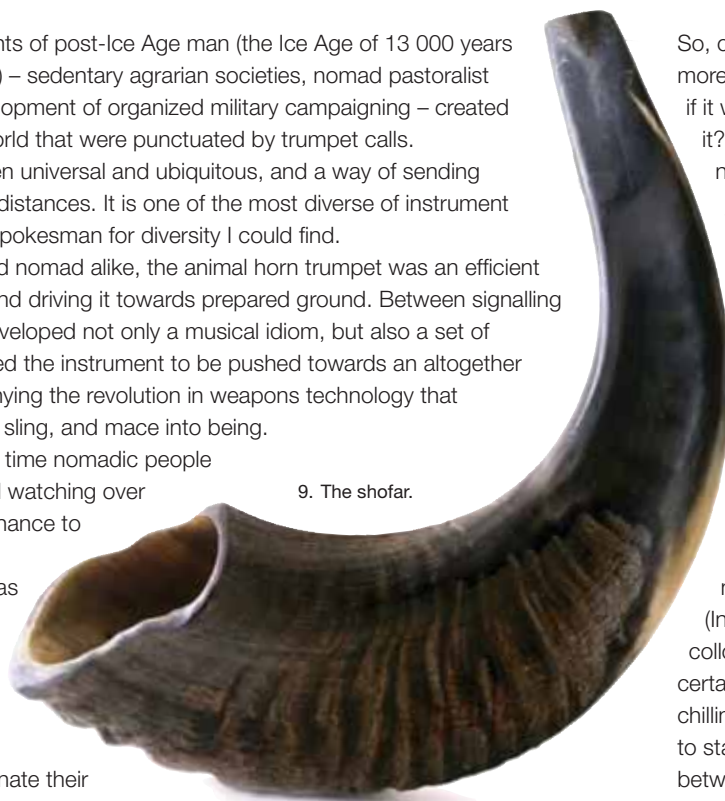 nts of post-Ice Age man (the Ice Age of 13 000 years
) – sedentary agrarian societies, nomad pastoralist
opment of organized military campaigning – created
orld that were punctuated by trumpet calls.
en universal and ubiquitous, and a way of sending
distances. It is one of the most diverse of instrument
pokesman for diversity I could find.
d nomad alike, the animal horn trumpet was an efficient
nd driving it towards prepared ground. Between signalling
veloped not only a musical idiom, but also a set of
ed the instrument to be pushed towards an altogether
nying the revolution in weapons technology that
sling, and mace into being.
time nomadic people
watching over
nance to
as
nate their
9. The shofar.
So,
more
if it
it?
(In
collo
certa
chillin
to sta
betw